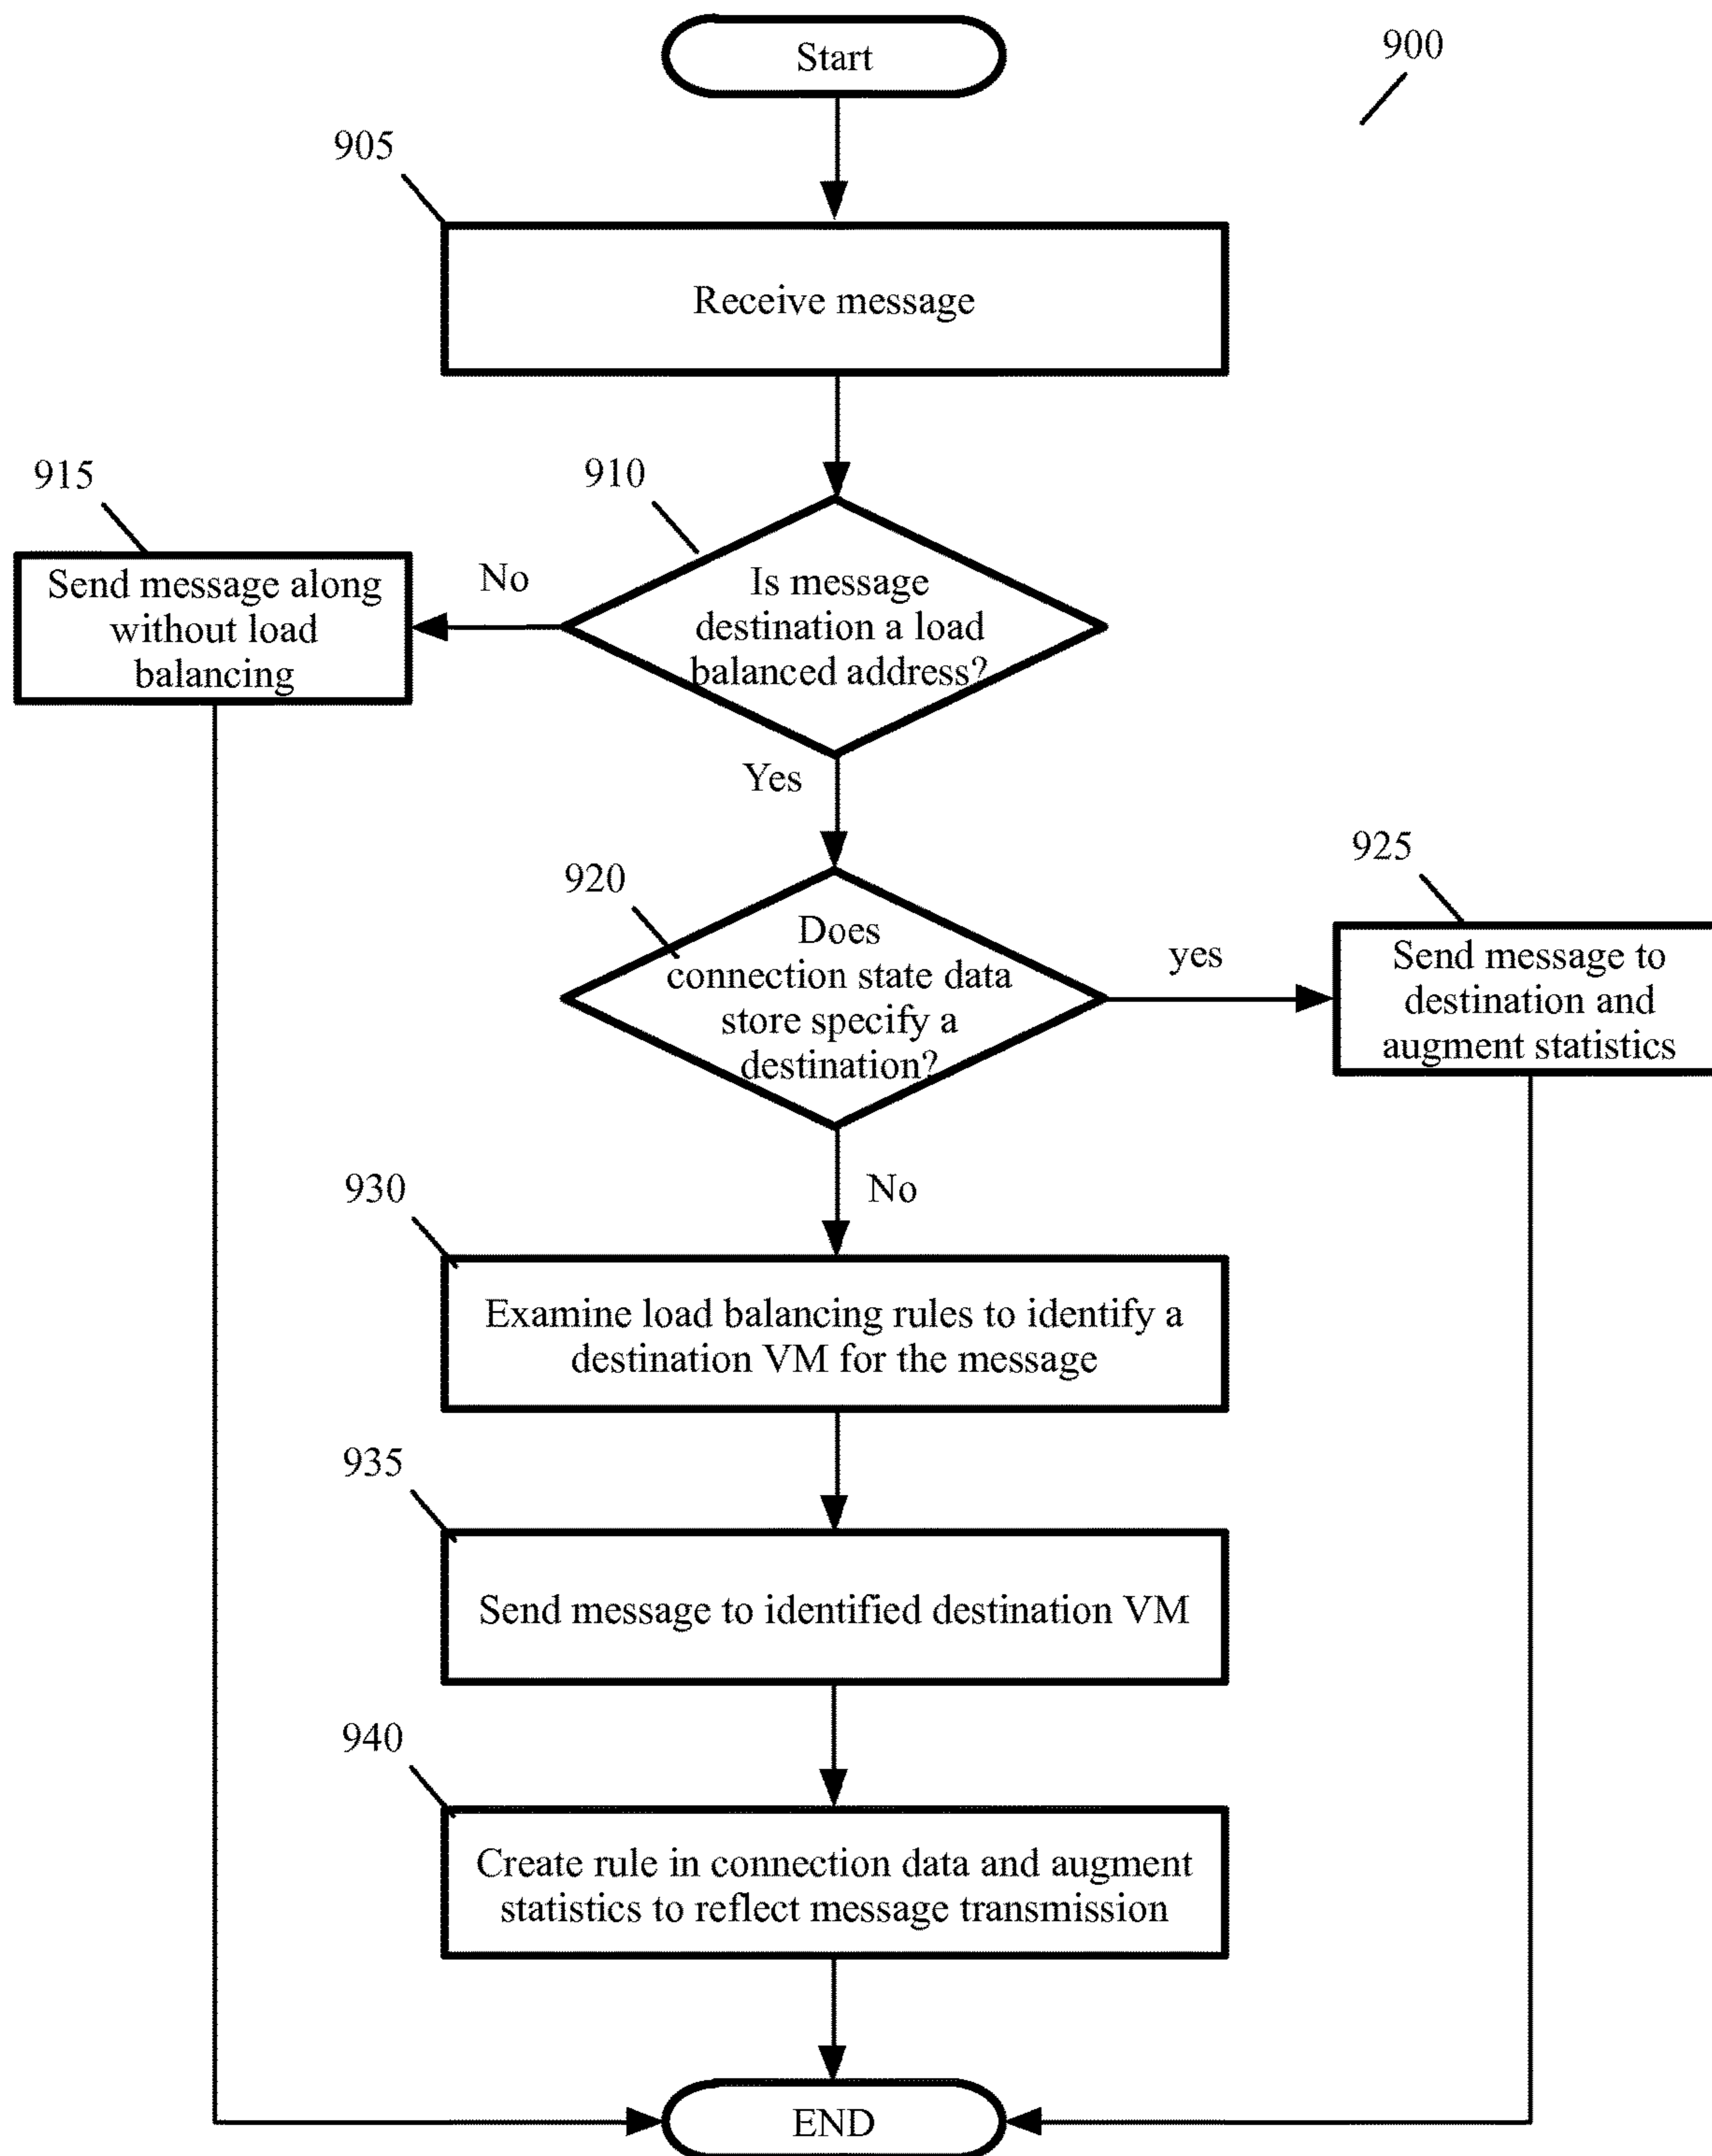 Start
900
905
Receive message
915
910
Send message along
without load
balancing
No
Is message
destination a load
balanced address?
Yes
920
925
Does
connection state data
store specify a
destination?
yes
Send message to
destination and
augment statistics
No
930
Examine load balancing rules to identify a
destination VM for the message
935
Send message to identified destination VM
940
Create rule in connection data and augment
statistics to reflect message transmission
END